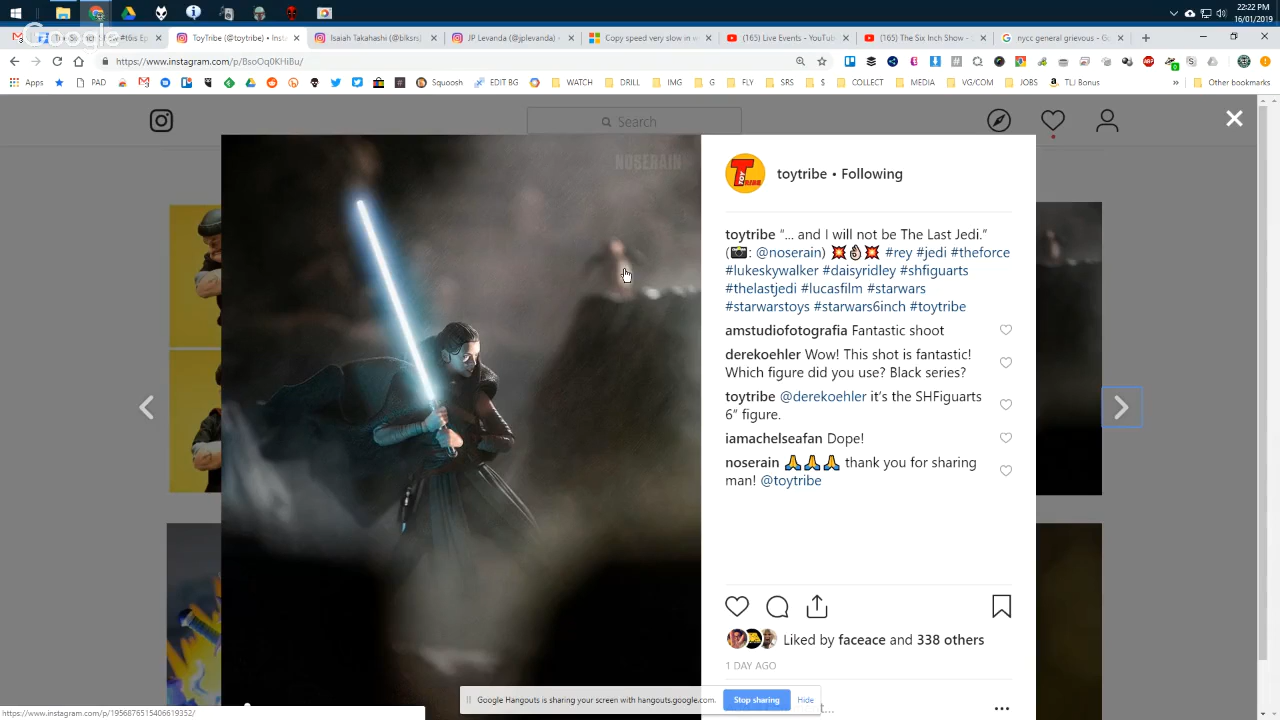 22:22 PM
16/01/2019
Google
ToyTribe (@toytribe) • Inst
Isaiah Takahashi (@blksrs
JP Levanda (@jplevanda) •
Copy speed very slow in w
(165) Live Events - YouTub
(165) The Six Inch Show -
nycc general grievous - G
https://www.instagram.com/p/BsoOq0KHiBu/
Apps PAD Squoosh EDIT BG WATCH DRILL IMG FLY SRS COLLECT MEDIA VG/COM JOBS TLJ Bonus » Other bookmarks
Search
NOSERAIN
toytribe • Following
toytribe “... and I will not be The Last Jedi.”
(📸: @noserain) 💥👌🏿💥 #rey #jedi #theforce
#lukeskywalker #daisyridley #shfiguarts
#thelastjedi #lucasfilm #starwars
#starwarstoys #starwars6inch #toytribe
amstudiofotografia Fantastic shoot
derekoehler Wow! This shot is fantastic!
Which figure did you use? Black series?
toytribe @derekoehler it’s the SHFiguarts
6” figure.
iamachelseafan Dope!
noserain 🙏🙏🙏 thank you for sharing
man! @toytribe
Liked by faceace and 338 others
1 DAY AGO
Google Hangouts is sharing your screen with hangouts.google.com.
Stop sharing
Hide
https://www.instagram.com/p/1956876515406619352/